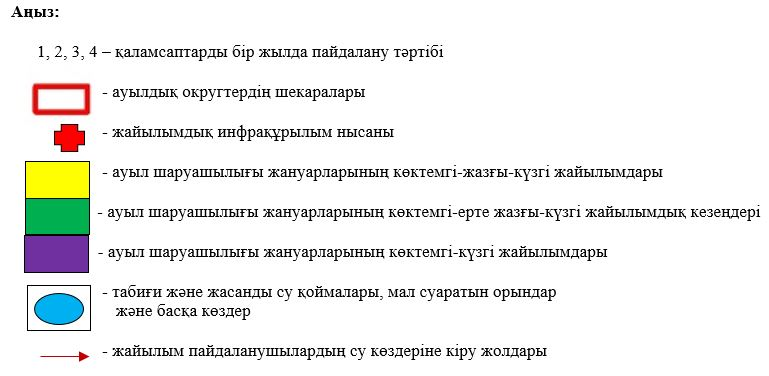 Аңыз:
1, 2, 3, 4 – қаламсаптарды бір жылда пайдалану тәртібі
- ауылдық округтердің шекаралары
- жайылымдық инфрақұрылым нысаны
- ауыл шаруашылығы жануарларының көктемгі-жазғы-күзгі жайылымдары
- ауыл шаруашылығы жануарларының көктемгі-ерте жазғы-күзгі жайылымдық кезеңдері
- ауыл шаруашылығы жануарларының көктемгі-күзгі жайылымдары
- табиғи және жасанды су қоймалары, мал суаратын орындар
және басқа көздер
- жайылым пайдаланушылардың су көздеріне кіру жолдары